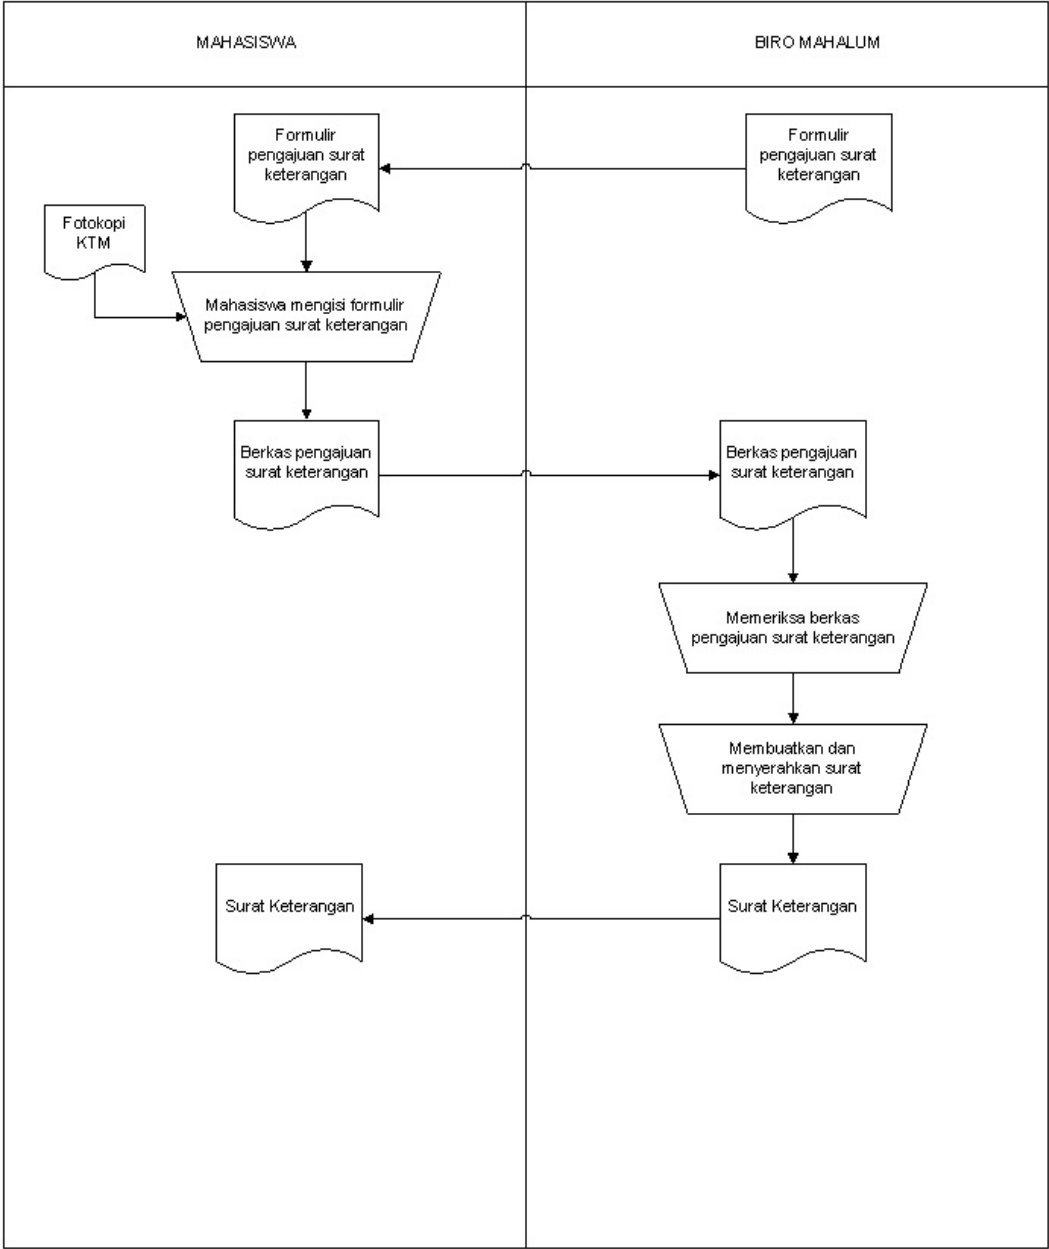 MAHASISWA
BIRO MAHALUM
Formulir
pengajuan surat
keterangan
Formulir
pengajuan surat
keterangan
Fotokopi
KTM
Mahasiswa mengisi formulir
pengajuan surat keterangan
Berkas pengajuan
surat keterangan
Berkas pengajuan
surat keterangan
Memeriksa berkas
pengajuan surat keterangan
Membuatkan dan
menyerahkan surat
keterangan
Surat Keterangan
Surat Keterangan